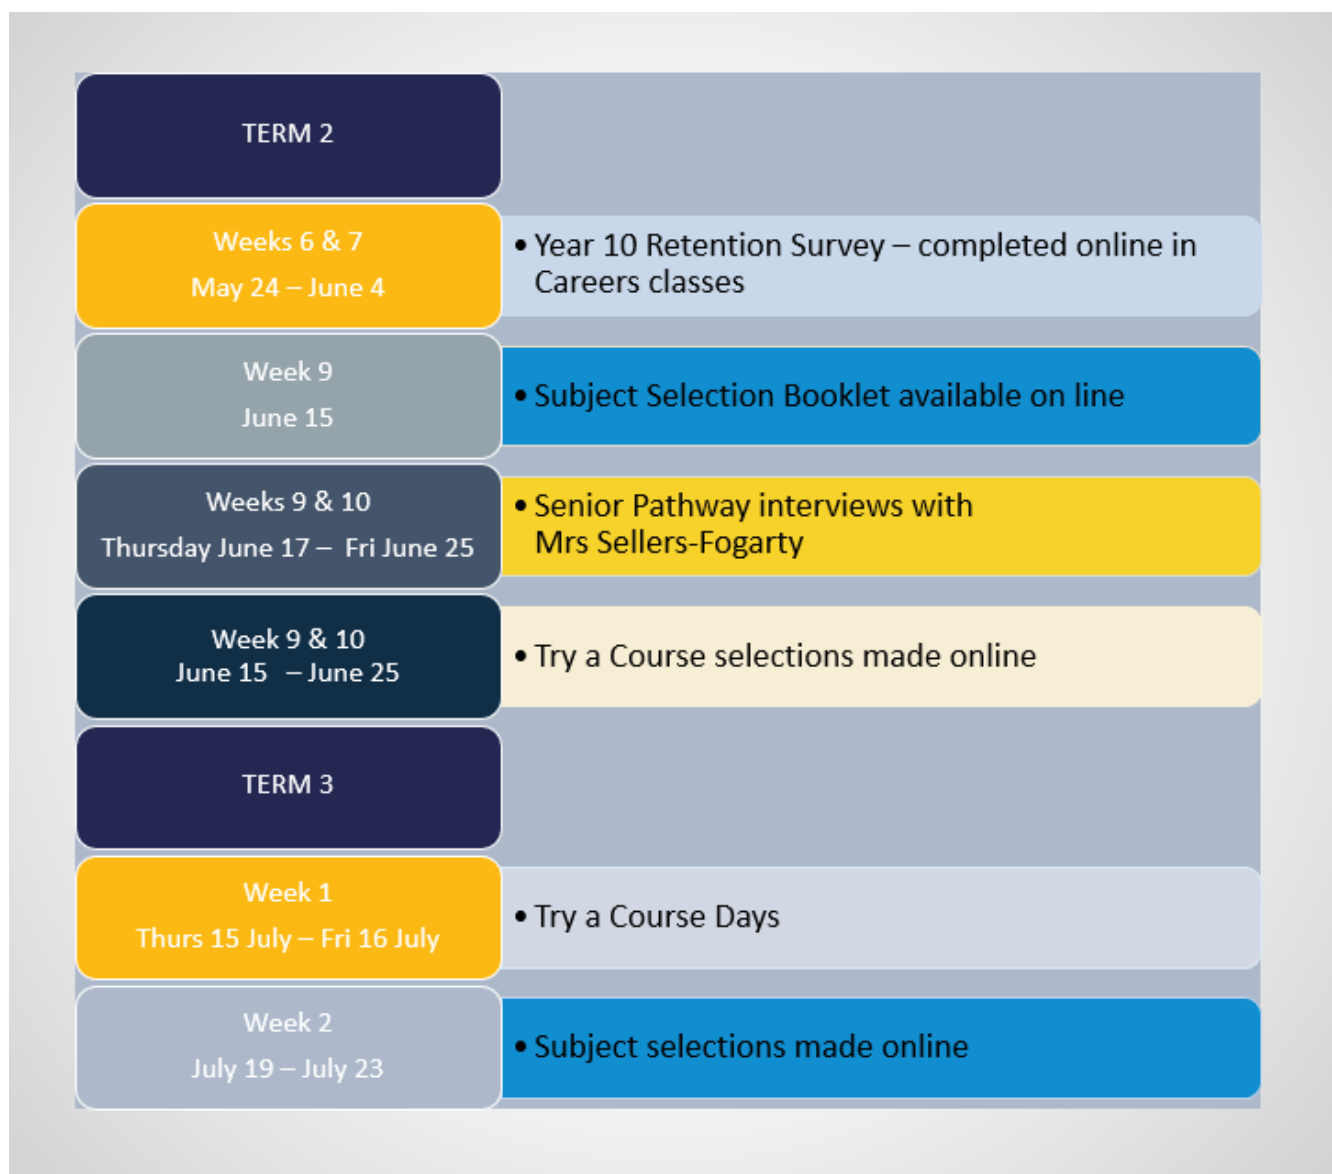 TERM 2
Weeks 6 & 7
May 24 – June 4
• Year 10 Retention Survey – completed online in
Careers classes
Week 9
June 15
• Subject Selection Booklet available on line
Weeks 9 & 10
Thursday June 17 – Fri June 25
• Senior Pathway interviews with
Mrs Sellers-Fogarty
Week 9 & 10
June 15 – June 25
• Try a Course selections made online
TERM 3
Week 1
Thurs 15 July – Fri 16 July
• Try a Course Days
Week 2
July 19 – July 23
• Subject selections made online